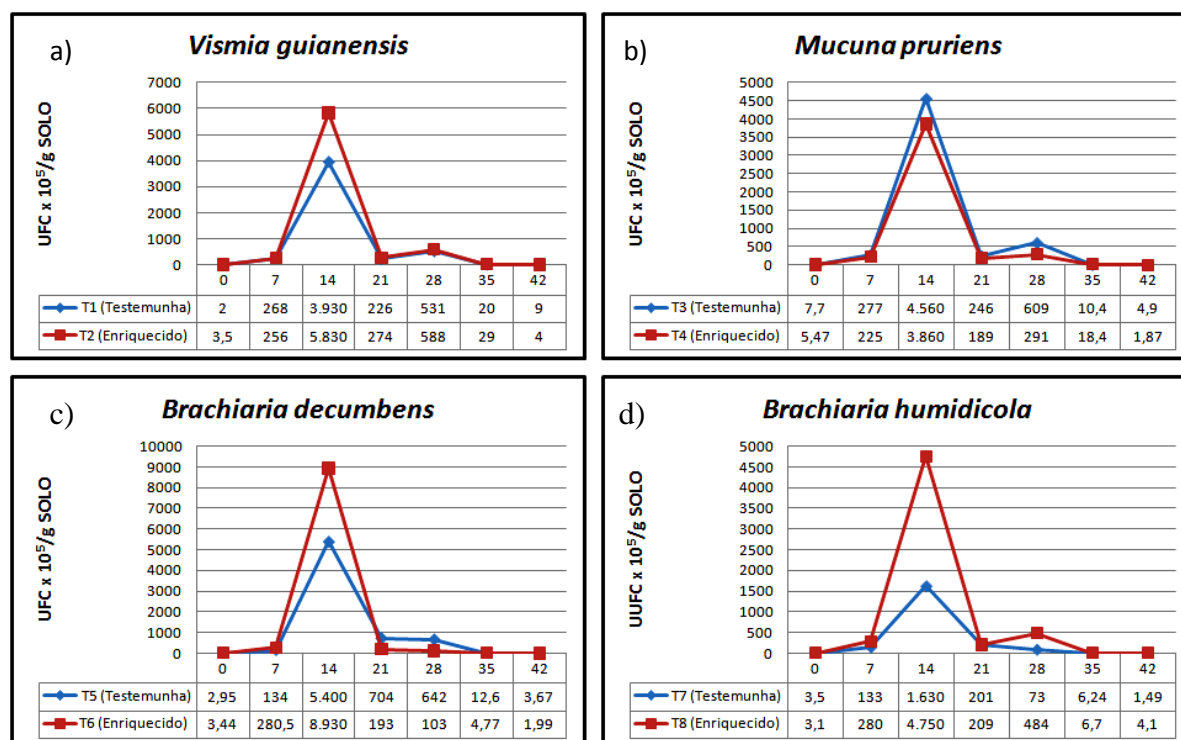 a) Vismia guianensis
UFC x 10⁵/g SOLO
7000
6000
5000
4000
3000
2000
1000
0
0 7 14 21 28 35 42
T1 (Testemunha) 2 268 3.930 226 531 20 9
T2 (Enriquecido) 3,5 256 5.830 274 588 29 4
b) Mucuna pruriens
UFC x 10⁵/g SOLO
5000
4500
4000
3500
3000
2500
2000
1500
1000
500
0
0 7 14 21 28 35 42
T3 (Testemunha) 7,7 277 4.560 246 609 10,4 4,9
T4 (Enriquecido) 5,47 225 3.860 189 291 18,4 1,87
c) Brachiaria decumbens
UFC x 10⁵/g SOLO
10000
9000
8000
7000
6000
5000
4000
3000
2000
1000
0
0 7 14 21 28 35 42
T5 (Testemunha) 2,95 134 5.400 704 642 12,6 3,67
T6 (Enriquecido) 3,44 280,5 8.930 193 103 4,77 1,99
d) Brachiaria humidicola
UUFC x 10⁵/g SOLO
5000
4500
4000
3500
3000
2500
2000
1500
1000
500
0
0 7 14 21 28 35 42
T7 (Testemunha) 3,5 133 1.630 201 73 6,24 1,49
T8 (Enriquecido) 3,1 280 4.750 209 484 6,7 4,1